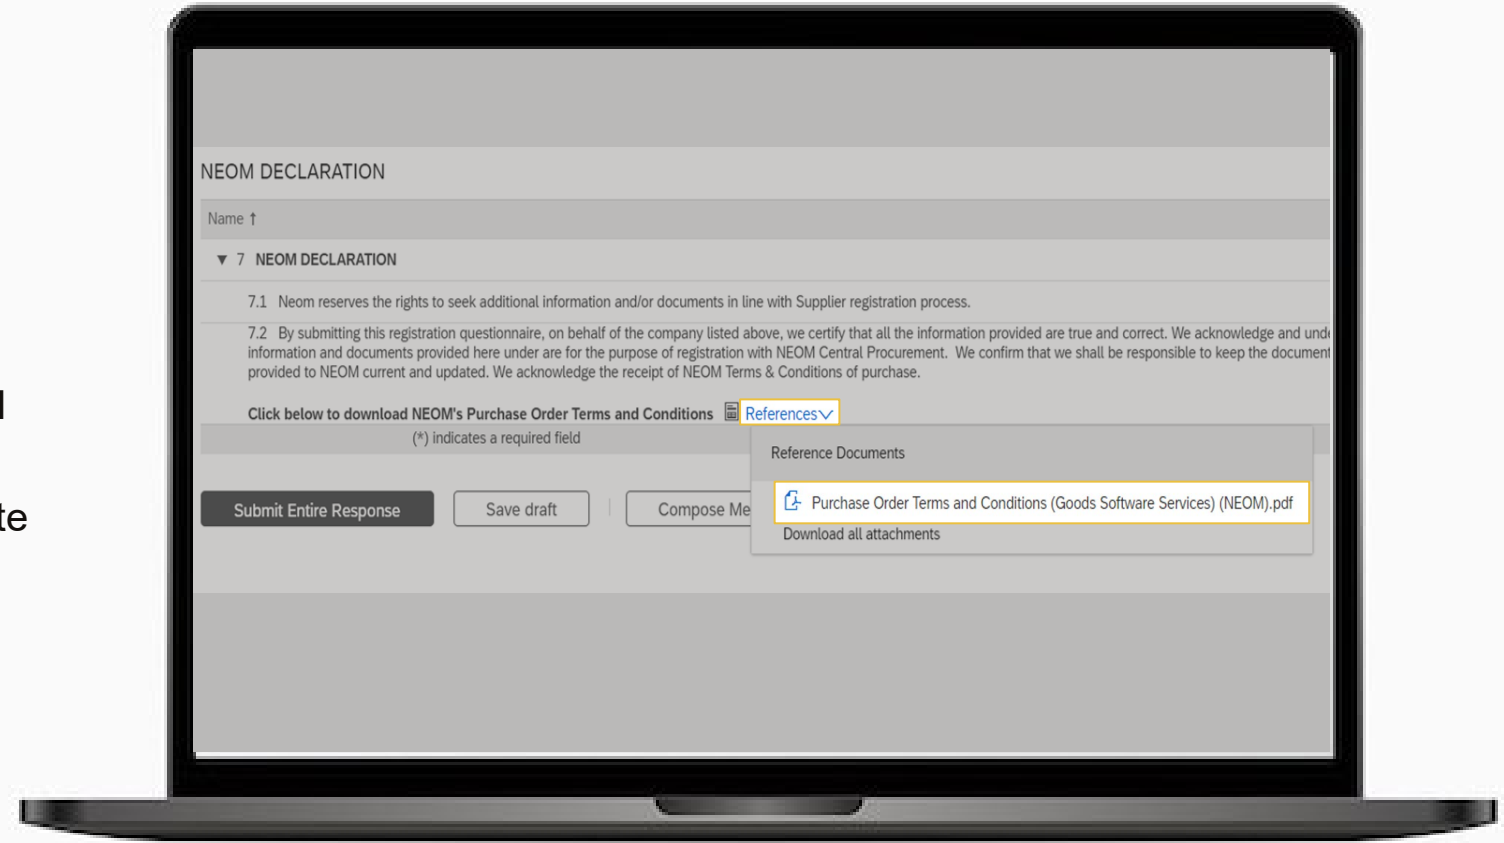 NEOM DECLARATION
Name ↑
▼ 7 NEOM DECLARATION
7.1 Neom reserves the rights to seek additional information and/or documents in line with Supplier registration process.
7.2 By submitting this registration questionnaire, on behalf of the company listed above, we certify that all the information provided are true and correct. We acknowledge and
information and documents provided here under are for the purpose of registration with NEOM Central Procurement. We confirm that we shall be responsible to keep the document
provided to NEOM current and updated. We acknowledge the receipt of NEOM Terms & Conditions of purchase.
Click below to download NEOM's Purchase Order Terms and Conditions References
(*) indicates a required field
Reference Documents
Submit Entire Response Save draft Compose Me
Purchase Order Terms and Conditions (Goods Software Services) (NEOM).pdf
Download all attachments
te